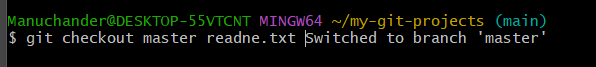 Manuchander@DESKTOP-55VTCNT MINGW64 ~/my-git-projects (main)
$ git checkout master readne.txt Switched to branch 'master'